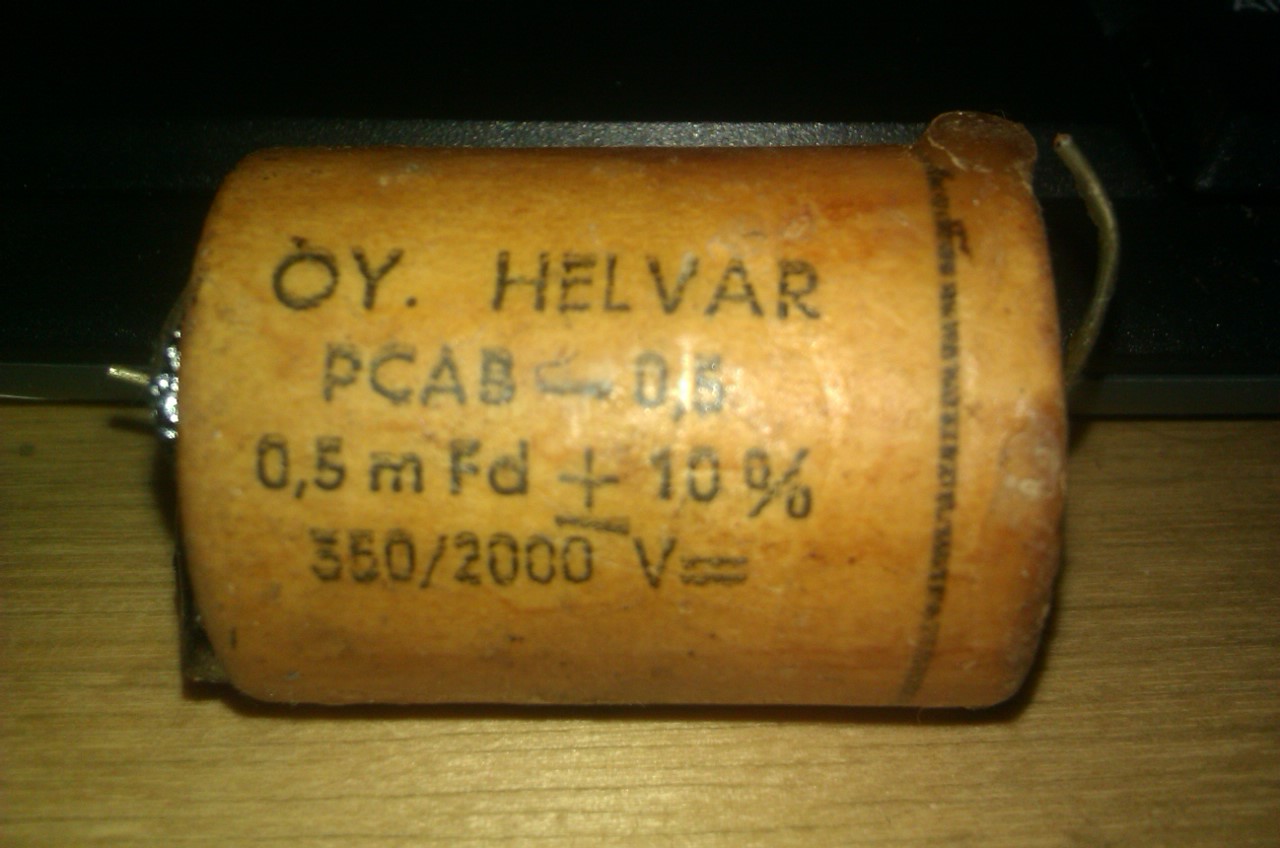 OY. HELVAR
PCAB — 0,5
0,5 m Fd ± 10 %
350/2000 V=